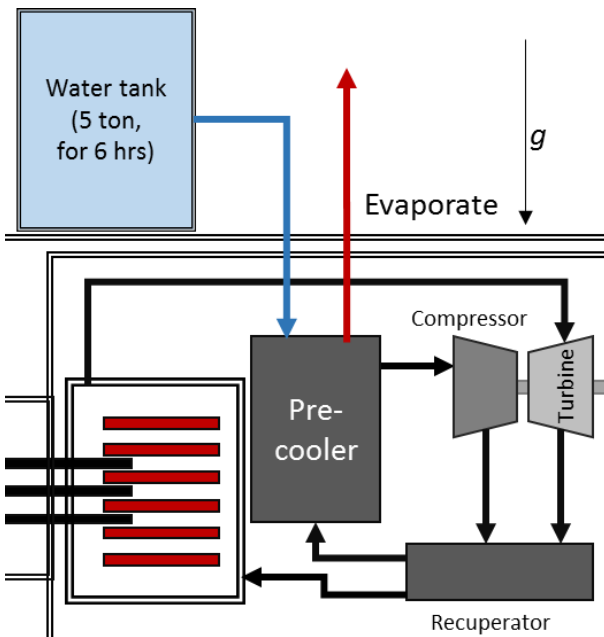 Water tank
(5 ton,
for 6 hrs)
g
Evaporate
Compressor
Turbine
Pre-
cooler
Recuperator